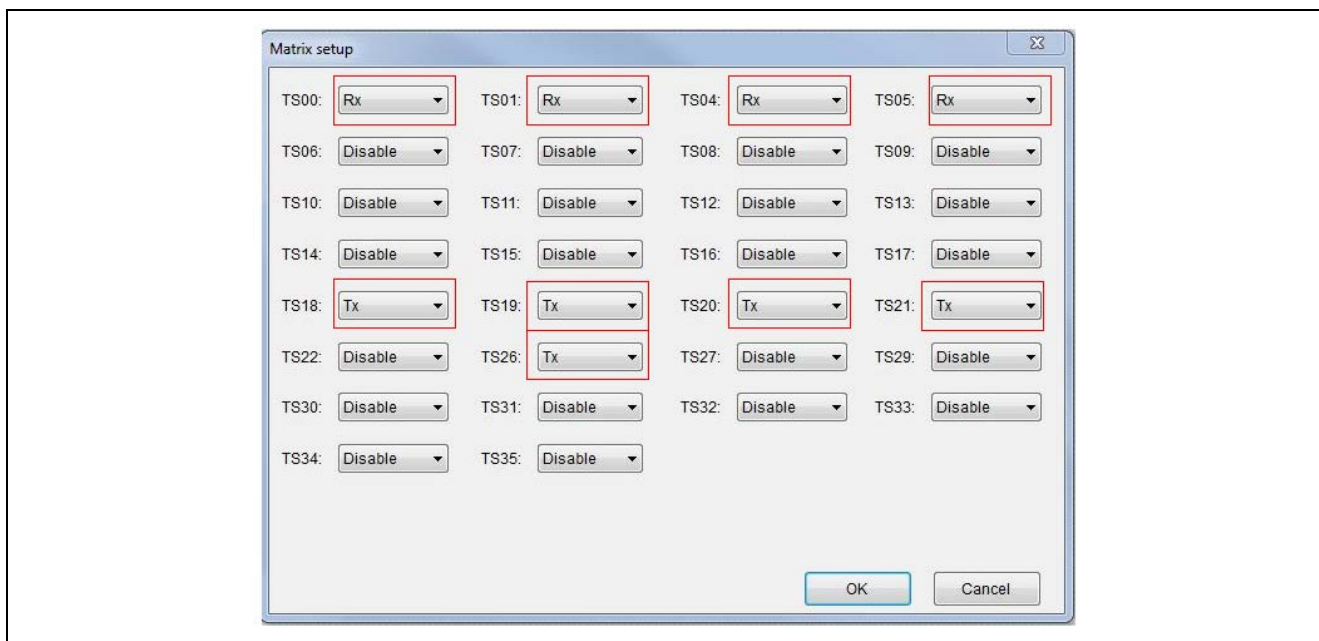 Matrix setup
TS00: Rx TS01: Rx TS04: Rx TS05: Rx
TS06: Disable TS07: Disable TS08: Disable TS09: Disable
TS10: Disable TS11: Disable TS12: Disable TS13: Disable
TS14: Disable TS15: Disable TS16: Disable TS17: Disable
TS18: Tx TS19: Tx TS20: Tx TS21: Tx
TS22: Disable TS26: Tx TS27: Disable TS29: Disable
TS30: Disable TS31: Disable TS32: Disable TS33: Disable
TS34: Disable TS35: Disable
OK Cancel